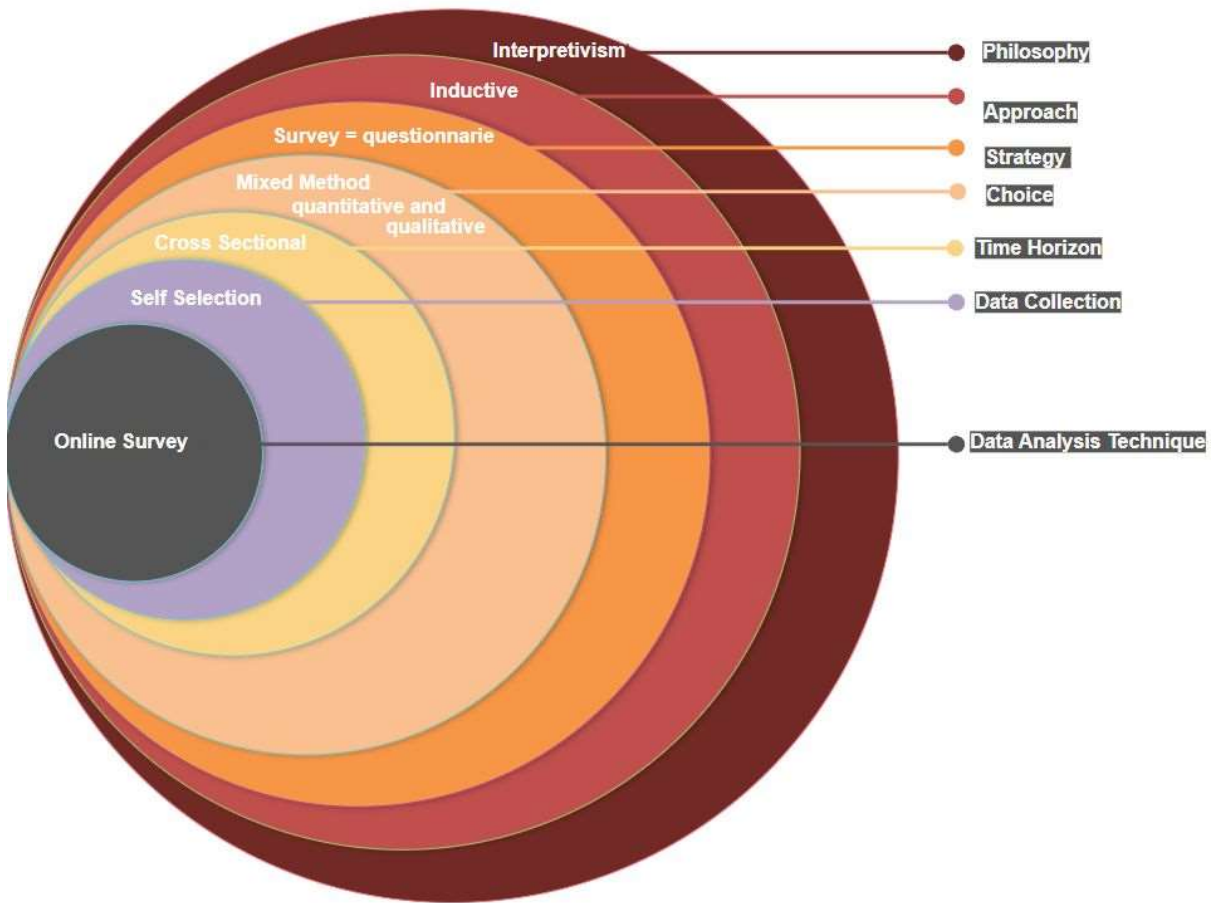 Interpretivism
Philosophy
Inductive
Approach
Survey = questionnarie
Strategy
Mixed Method
quantitative and
qualitative
Choice
Cross Sectional
Time Horizon
Self Selection
Data Collection
Online Survey
Data Analysis Technique